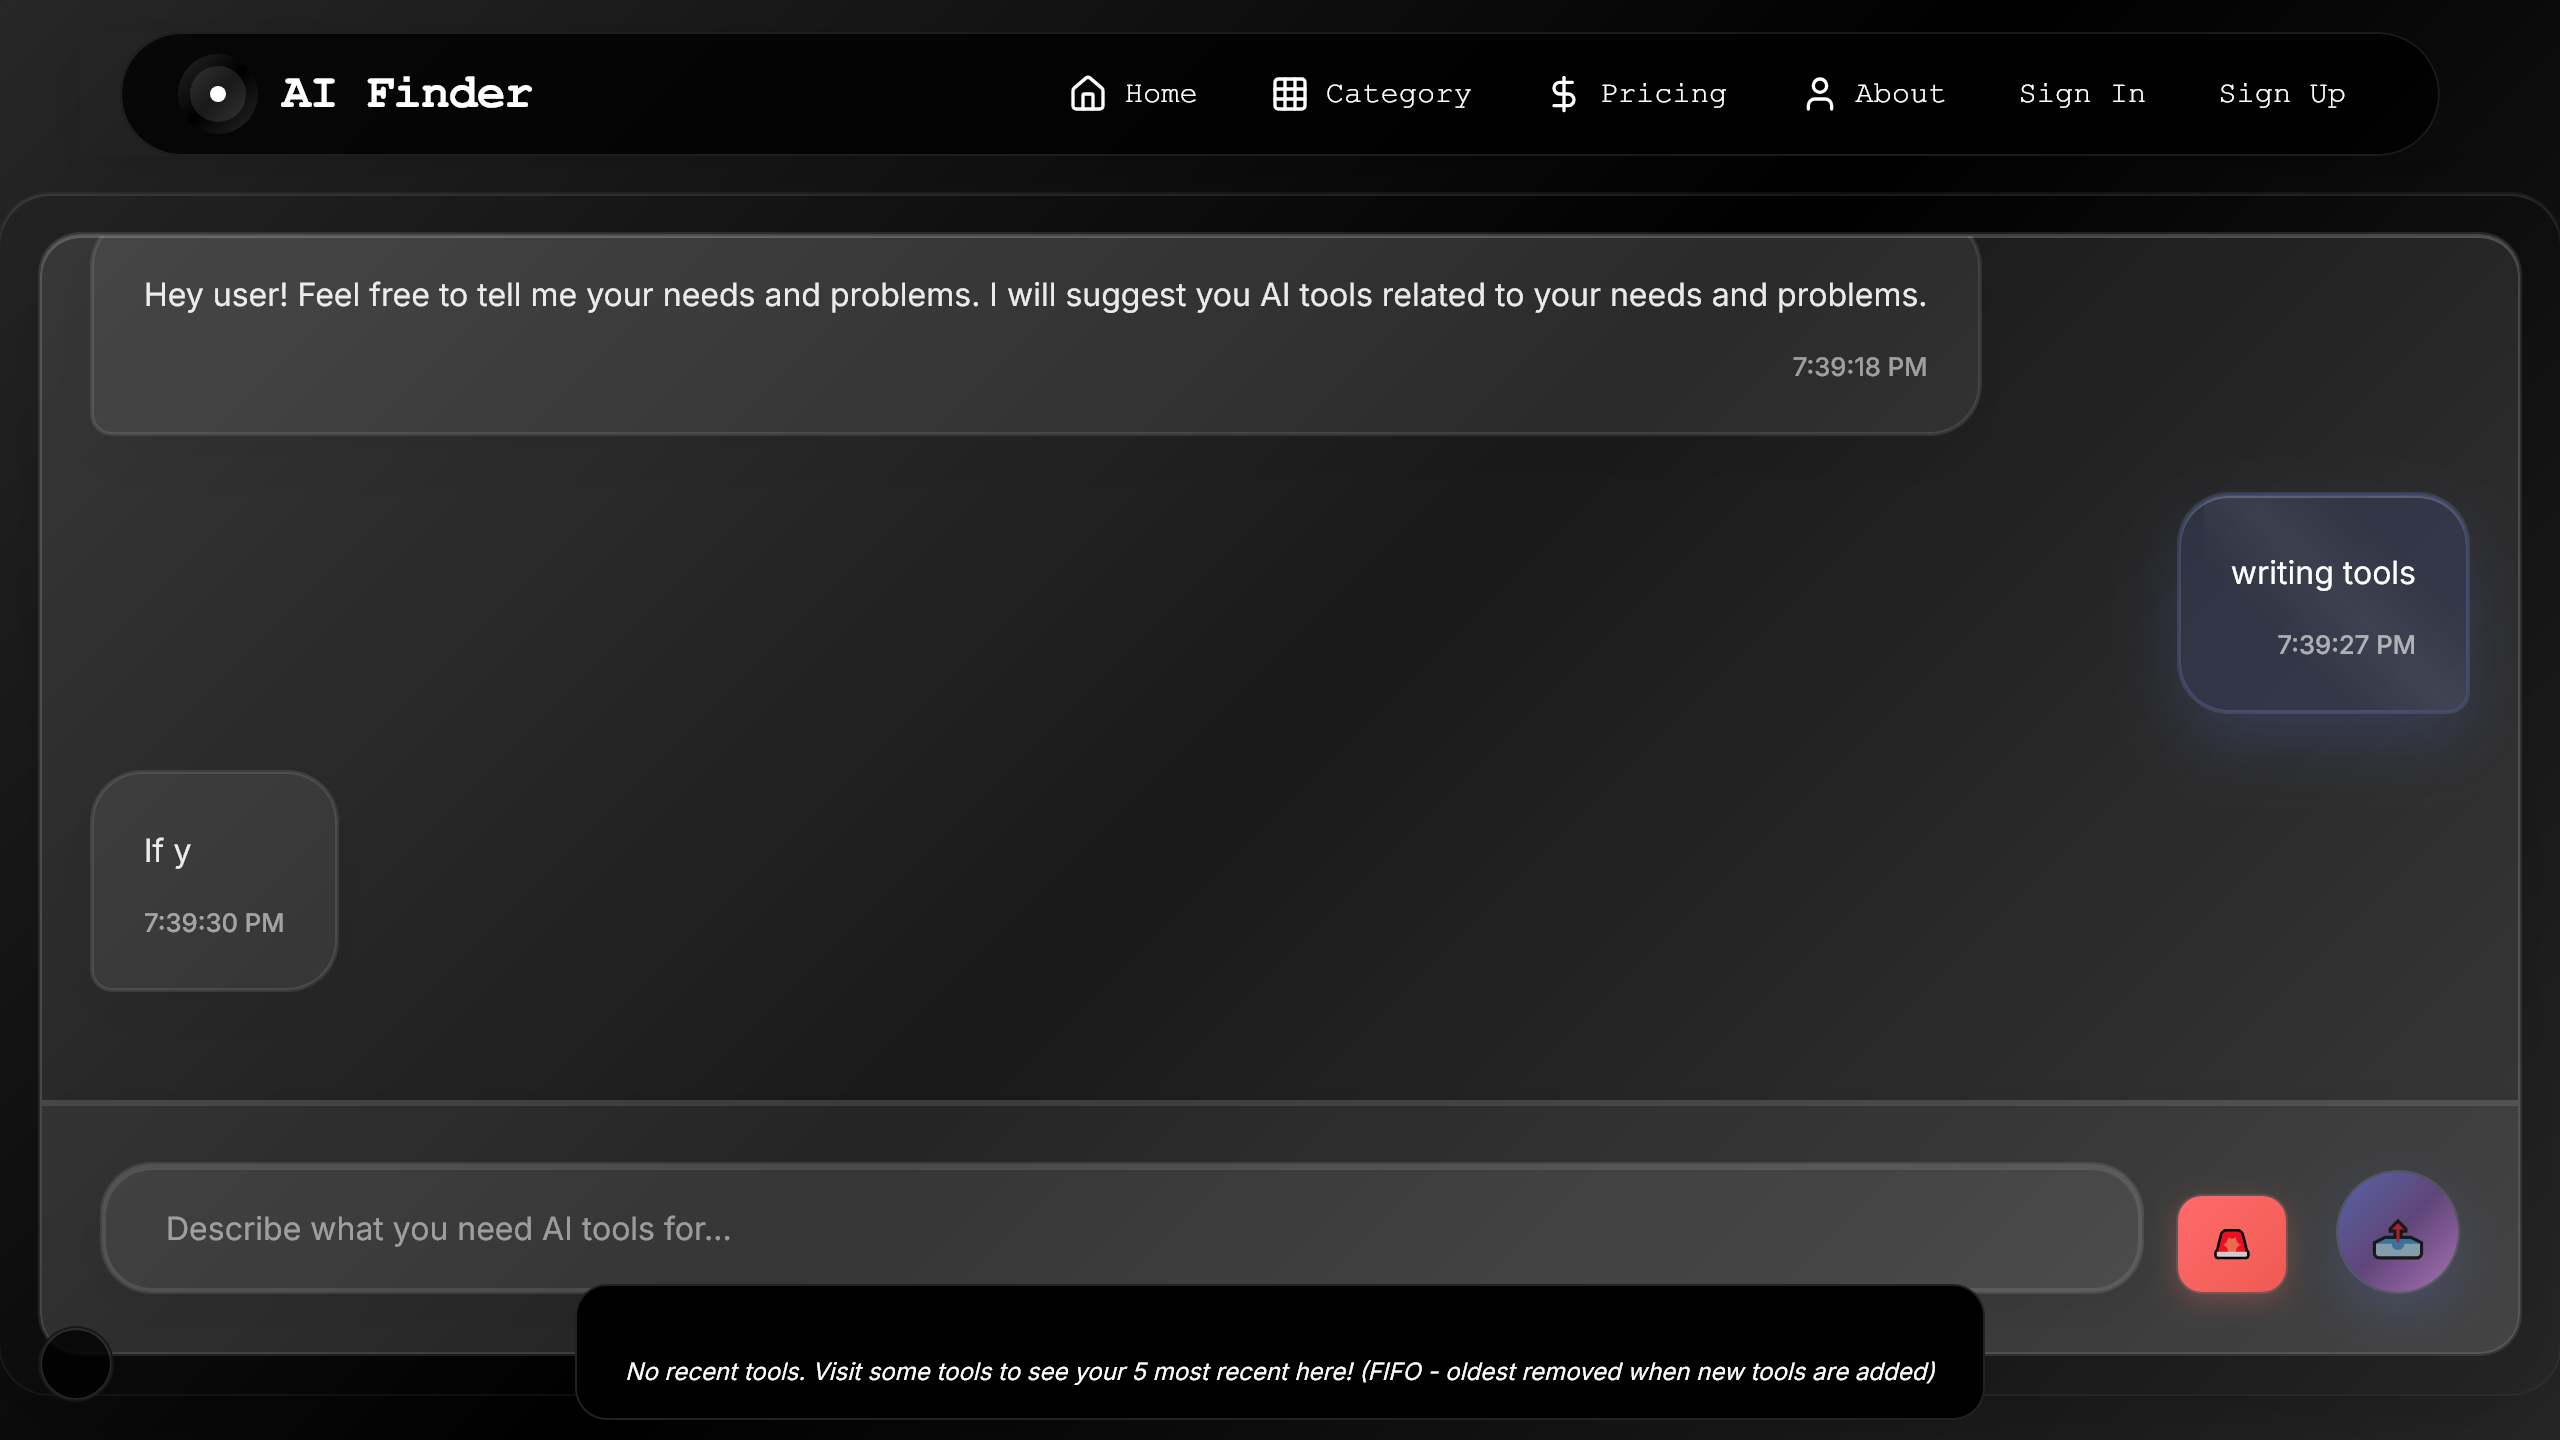 AI Finder
Home
Category
Pricing
About
Sign In
Sign Up
Hey user! Feel free to tell me your needs and problems. I will suggest you AI tools related to your needs and problems.
7:39:18 PM
writing tools
7:39:27 PM
If y
7:39:30 PM
Describe what you need AI tools for...
No recent tools. Visit some tools to see your 5 most recent here! (FIFO - oldest removed when new tools are added)